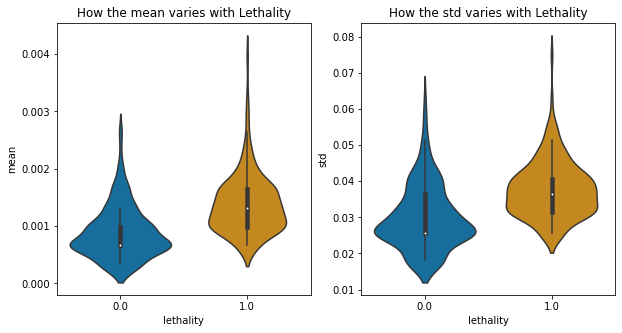 How the mean varies with Lethality
0.004
0.003
0.002
0.001
0.000
mean
0.0
1.0
lethality
How the std varies with Lethality
0.08
0.07
0.06
0.05
0.04
0.03
0.02
0.01
std
0.0
1.0
lethality